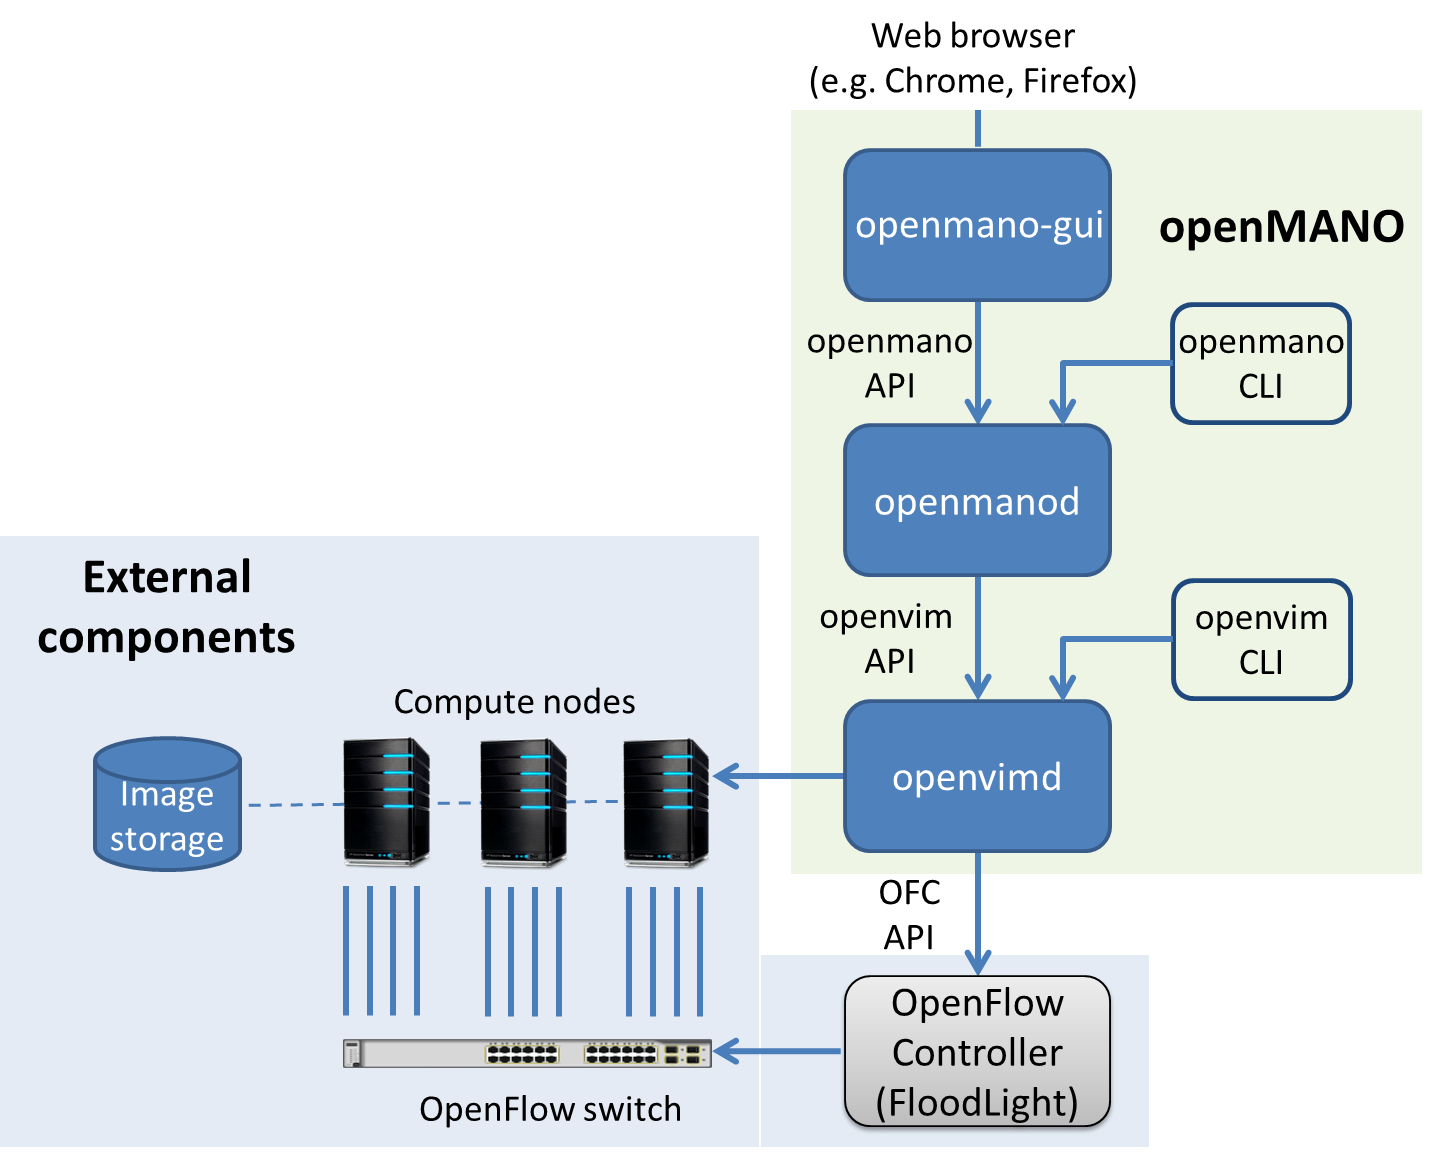 Web browser
(e.g. Chrome, Firefox)
openmano-gui
openMANO
openmano
API
openmano
CLI
openmanod
External
components
openvim
API
openvim
CLI
Compute nodes
openvimd
Image
storage
OFC
API
OpenFlow
Controller
(FloodLight)
OpenFlow switch